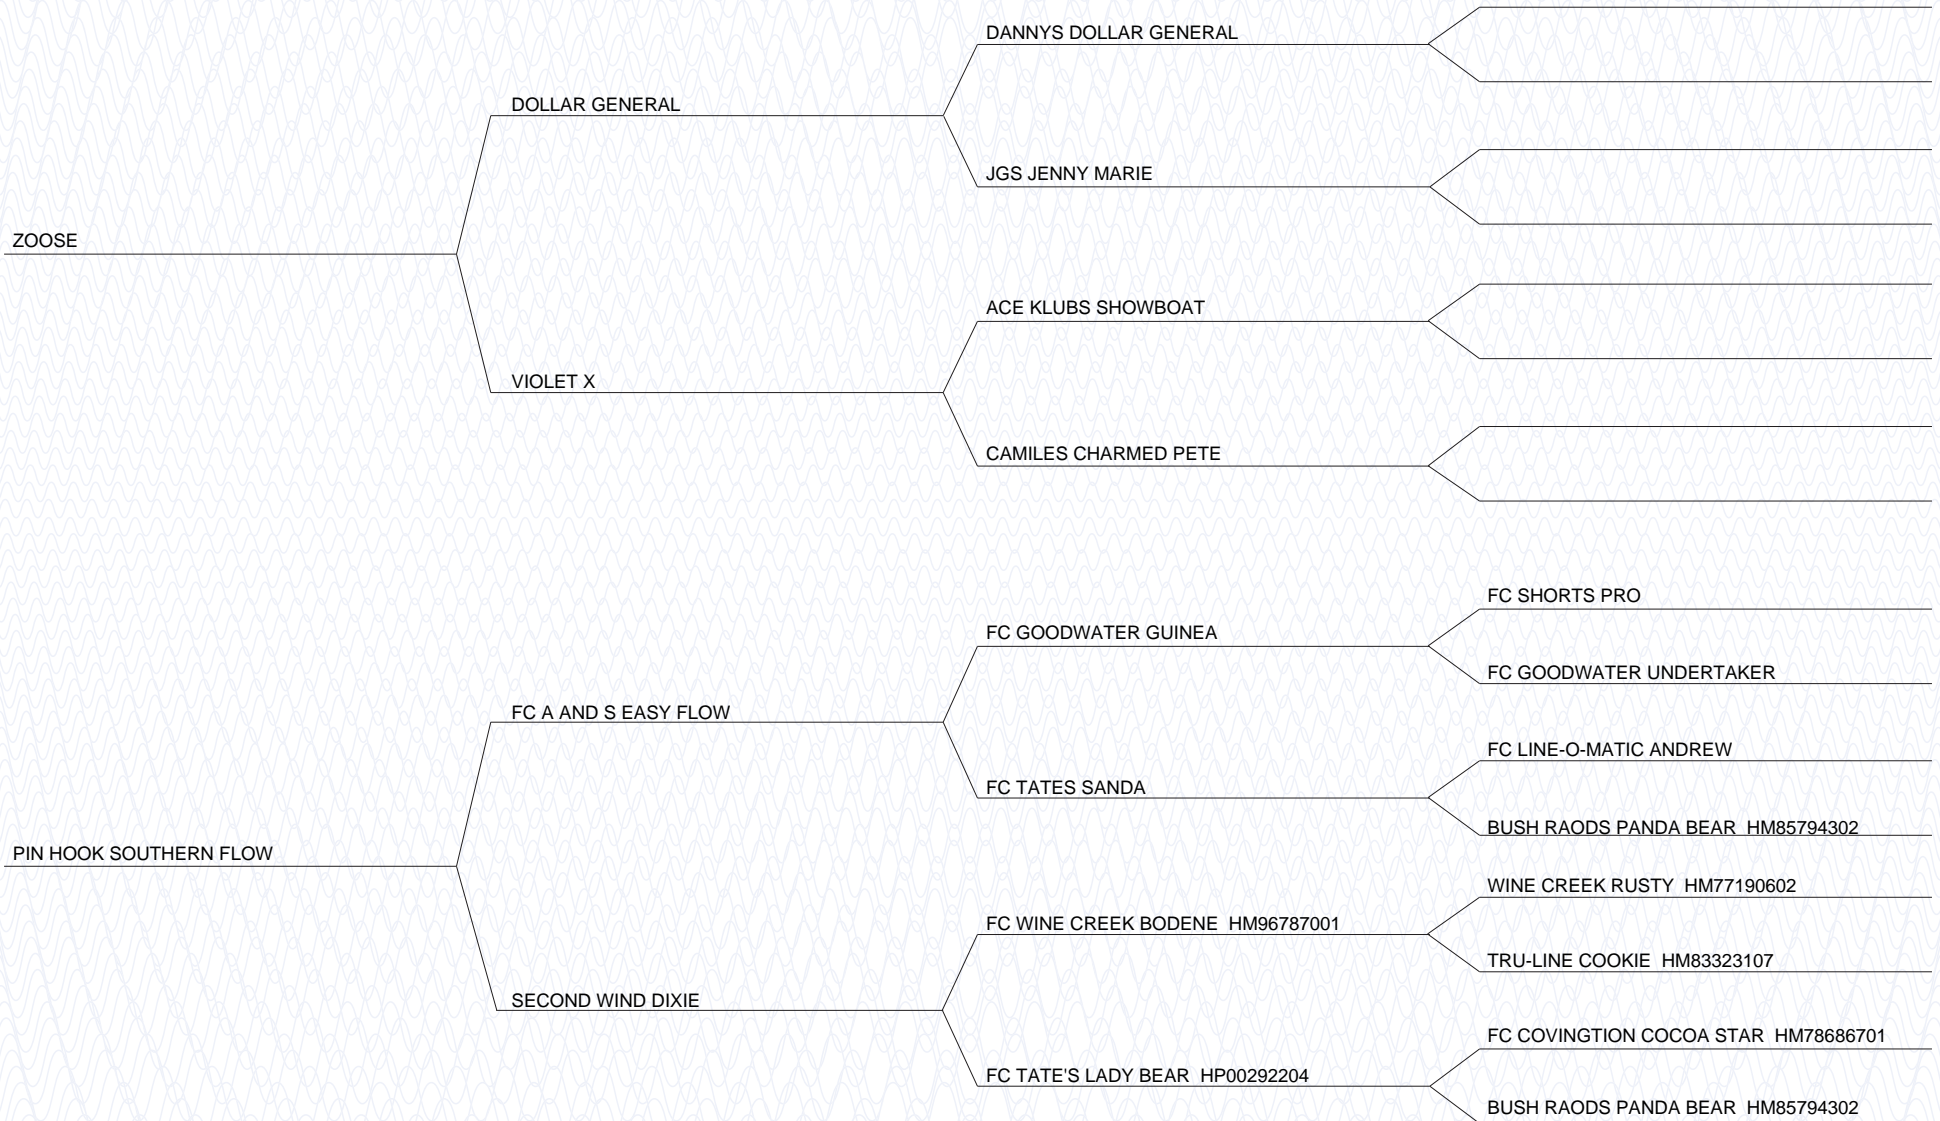 DANNYS DOLLAR GENERAL
DOLLAR GENERAL
JGS JENNY MARIE
ZOOSE
ACE KLUBS SHOWBOAT
VIOLET X
CAMILES CHARMED PETE
FC SHORTS PRO
FC GOODWATER GUINEA
FC GOODWATER UNDERTAKER
FC A AND S EASY FLOW
FC LINE-O-MATIC ANDREW
FC TATES SANDA
BUSH RAODS PANDA BEAR HM85794302
PIN HOOK SOUTHERN FLOW
WINE CREEK RUSTY HM77190602
FC WINE CREEK BODENE HM96787001
TRU-LINE COOKIE HM83323107
SECOND WIND DIXIE
FC COVINGTION COCOA STAR HM78686701
FC TATE'S LADY BEAR HP00292204
BUSH RAODS PANDA BEAR HM85794302